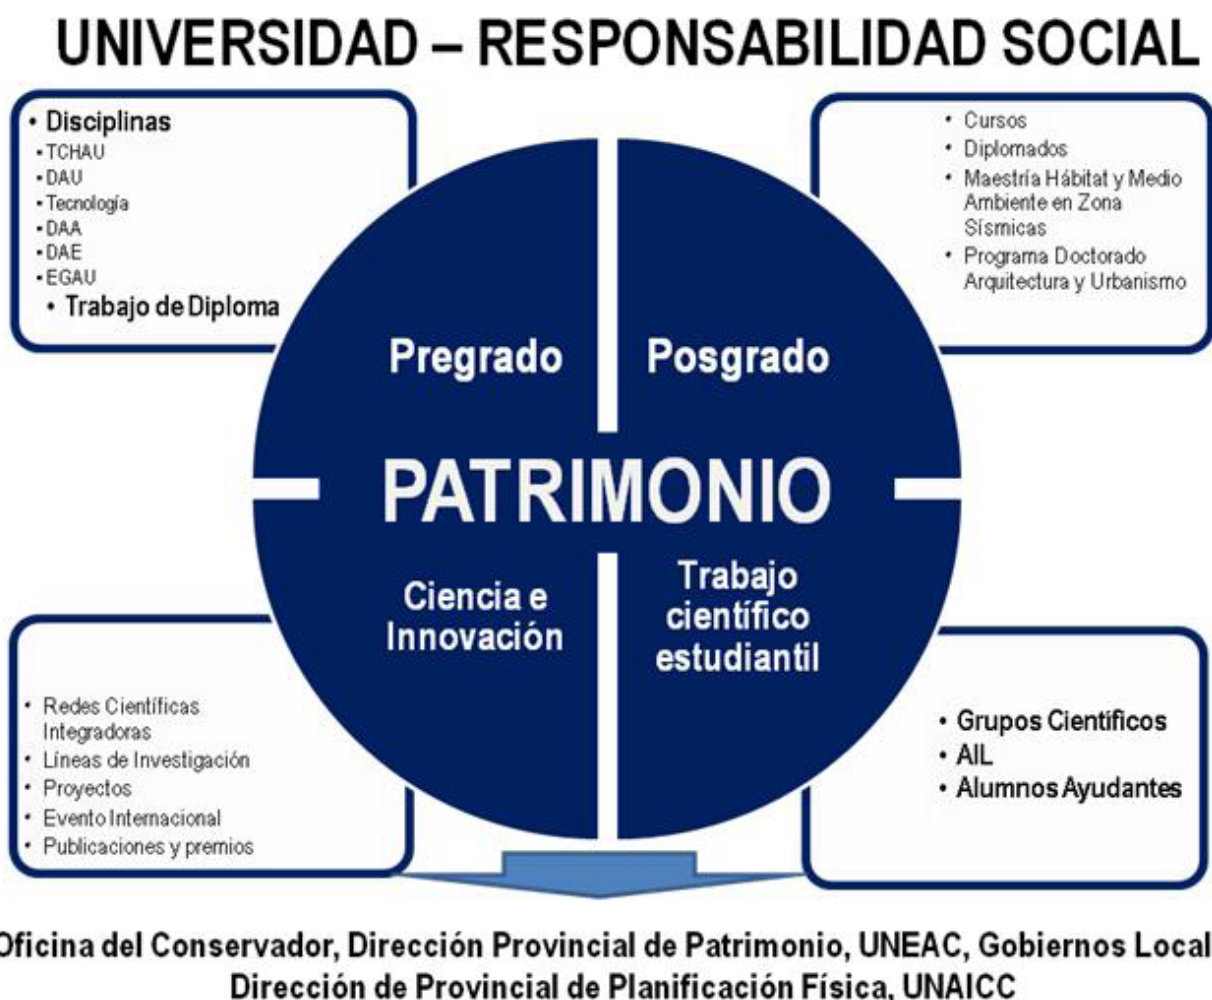 UNIVERSIDAD – RESPONSABILIDAD SOCIAL
• Disciplinas
▪ TCHAU
▪ DAU
▪ Tecnología
▪ DAA
▪ DAE
▪ EGAU
• Trabajo de Diploma
• Cursos
• Diplomados
• Maestría Hábitat y Medio
Ambiente en Zona
Sísmicas
• Programa Doctorado
Arquitectura y Urbanismo
Pregrado
Posgrado
PATRIMONIO
Ciencia e
Innovación
Trabajo
científico
estudiantil
• Redes Científicas
Integradoras
• Líneas de Investigación
• Proyectos
• Evento Internacional
• Publicaciones y premios
• Grupos Científicos
• AIL
• Alumnos Ayudantes
Oficina del Conservador, Dirección Provincial de Patrimonio, UNEAC, Gobiernos Local
Dirección de Provincial de Planificación Física, UNAICC